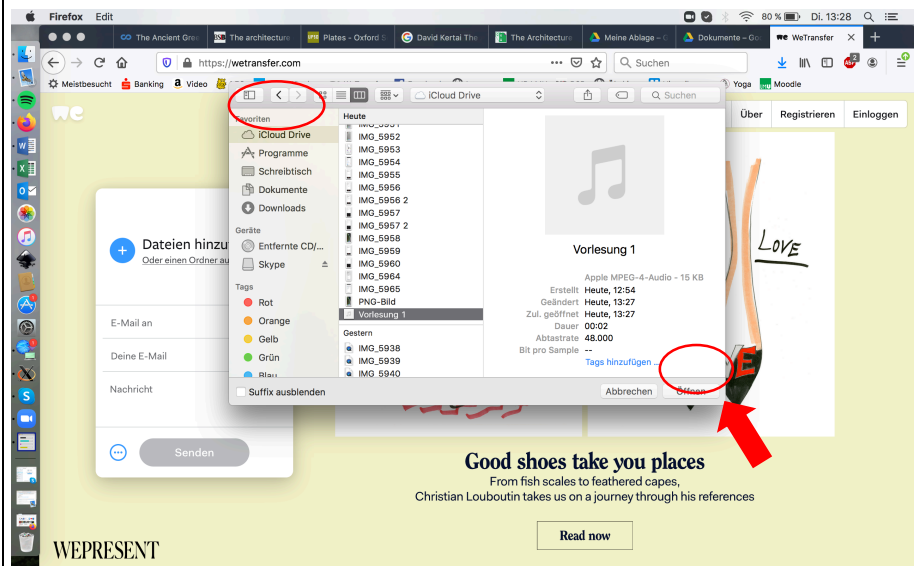 Firefox Edit
80 % Di. 13:28
The Ancient Gree
The architecture
Plates - Oxford S
David Kertai The
The Architecture
Meine Ablage – G
Dokumente – Goo
we WeTransfer
https://wetransfer.com
Suchen
Meistbesucht
Banking
Video
Yoga
Moodle
we
Über
Registrieren
Einloggen
iCloud Drive
Suchen
Favoriten
iCloud Drive
Programme
Schreibtisch
Dokumente
Downloads
Geräte
Entfernte CD/...
Skype
Tags
Rot
Orange
Gelb
Grün
Blau
Heute
IMG_5951
IMG_5952
IMG_5953
IMG_5954
IMG_5955
IMG_5956
IMG_5956 2
IMG_5957
IMG_5957 2
IMG_5958
IMG_5959
IMG_5960
IMG_5964
IMG_5965
PNG-Bild
Vorlesung 1
Gestern
IMG_5938
IMG_5939
IMG_5940
Vorlesung 1
Apple MPEG-4-Audio - 15 KB
Erstellt Heute, 12:54
Geändert Heute, 13:27
Zul. geöffnet Heute, 13:27
Dauer 00:02
Abtastrate 48.000
Bit pro Sample --
Tags hinzufügen ...
Suffix ausblenden
Abbrechen
Öffnen
Dateien hinzu
Oder einen Ordner au
E-Mail an
Deine E-Mail
Nachricht
Senden
LOVE
Good shoes take you places
From fish scales to feathered capes,
Christian Louboutin takes us on a journey through his references
Read now
WEPRESENT